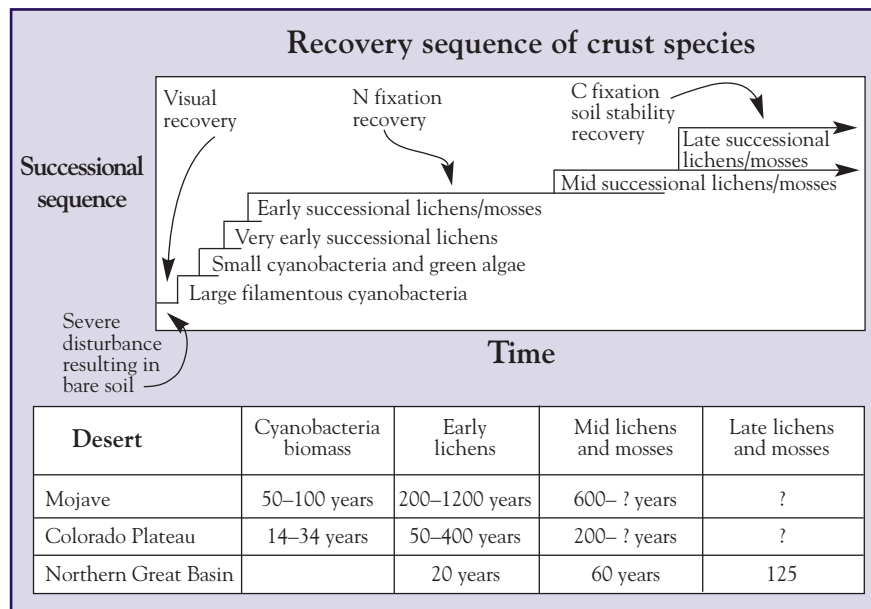 Recovery sequence of crust species
Visual
recovery
N fixation
recovery
C fixation
soil stability
recovery
Successional
sequence
Late successional
lichens/mosses
Mid successional lichens/mosses
Early successional lichens/mosses
Very early successional lichens
Small cyanobacteria and green algae
Large filamentous cyanobacteria
Severe
disturbance
resulting in
bare soil
Time
Desert
Cyanobacteria
biomass
Early
lichens
Mid lichens
and mosses
Late lichens
and mosses
Mojave 50–100 years 200–1200 years 600– ? years ?
Colorado Plateau 14–34 years 50–400 years 200– ? years ?
Northern Great Basin 20 years 60 years 125